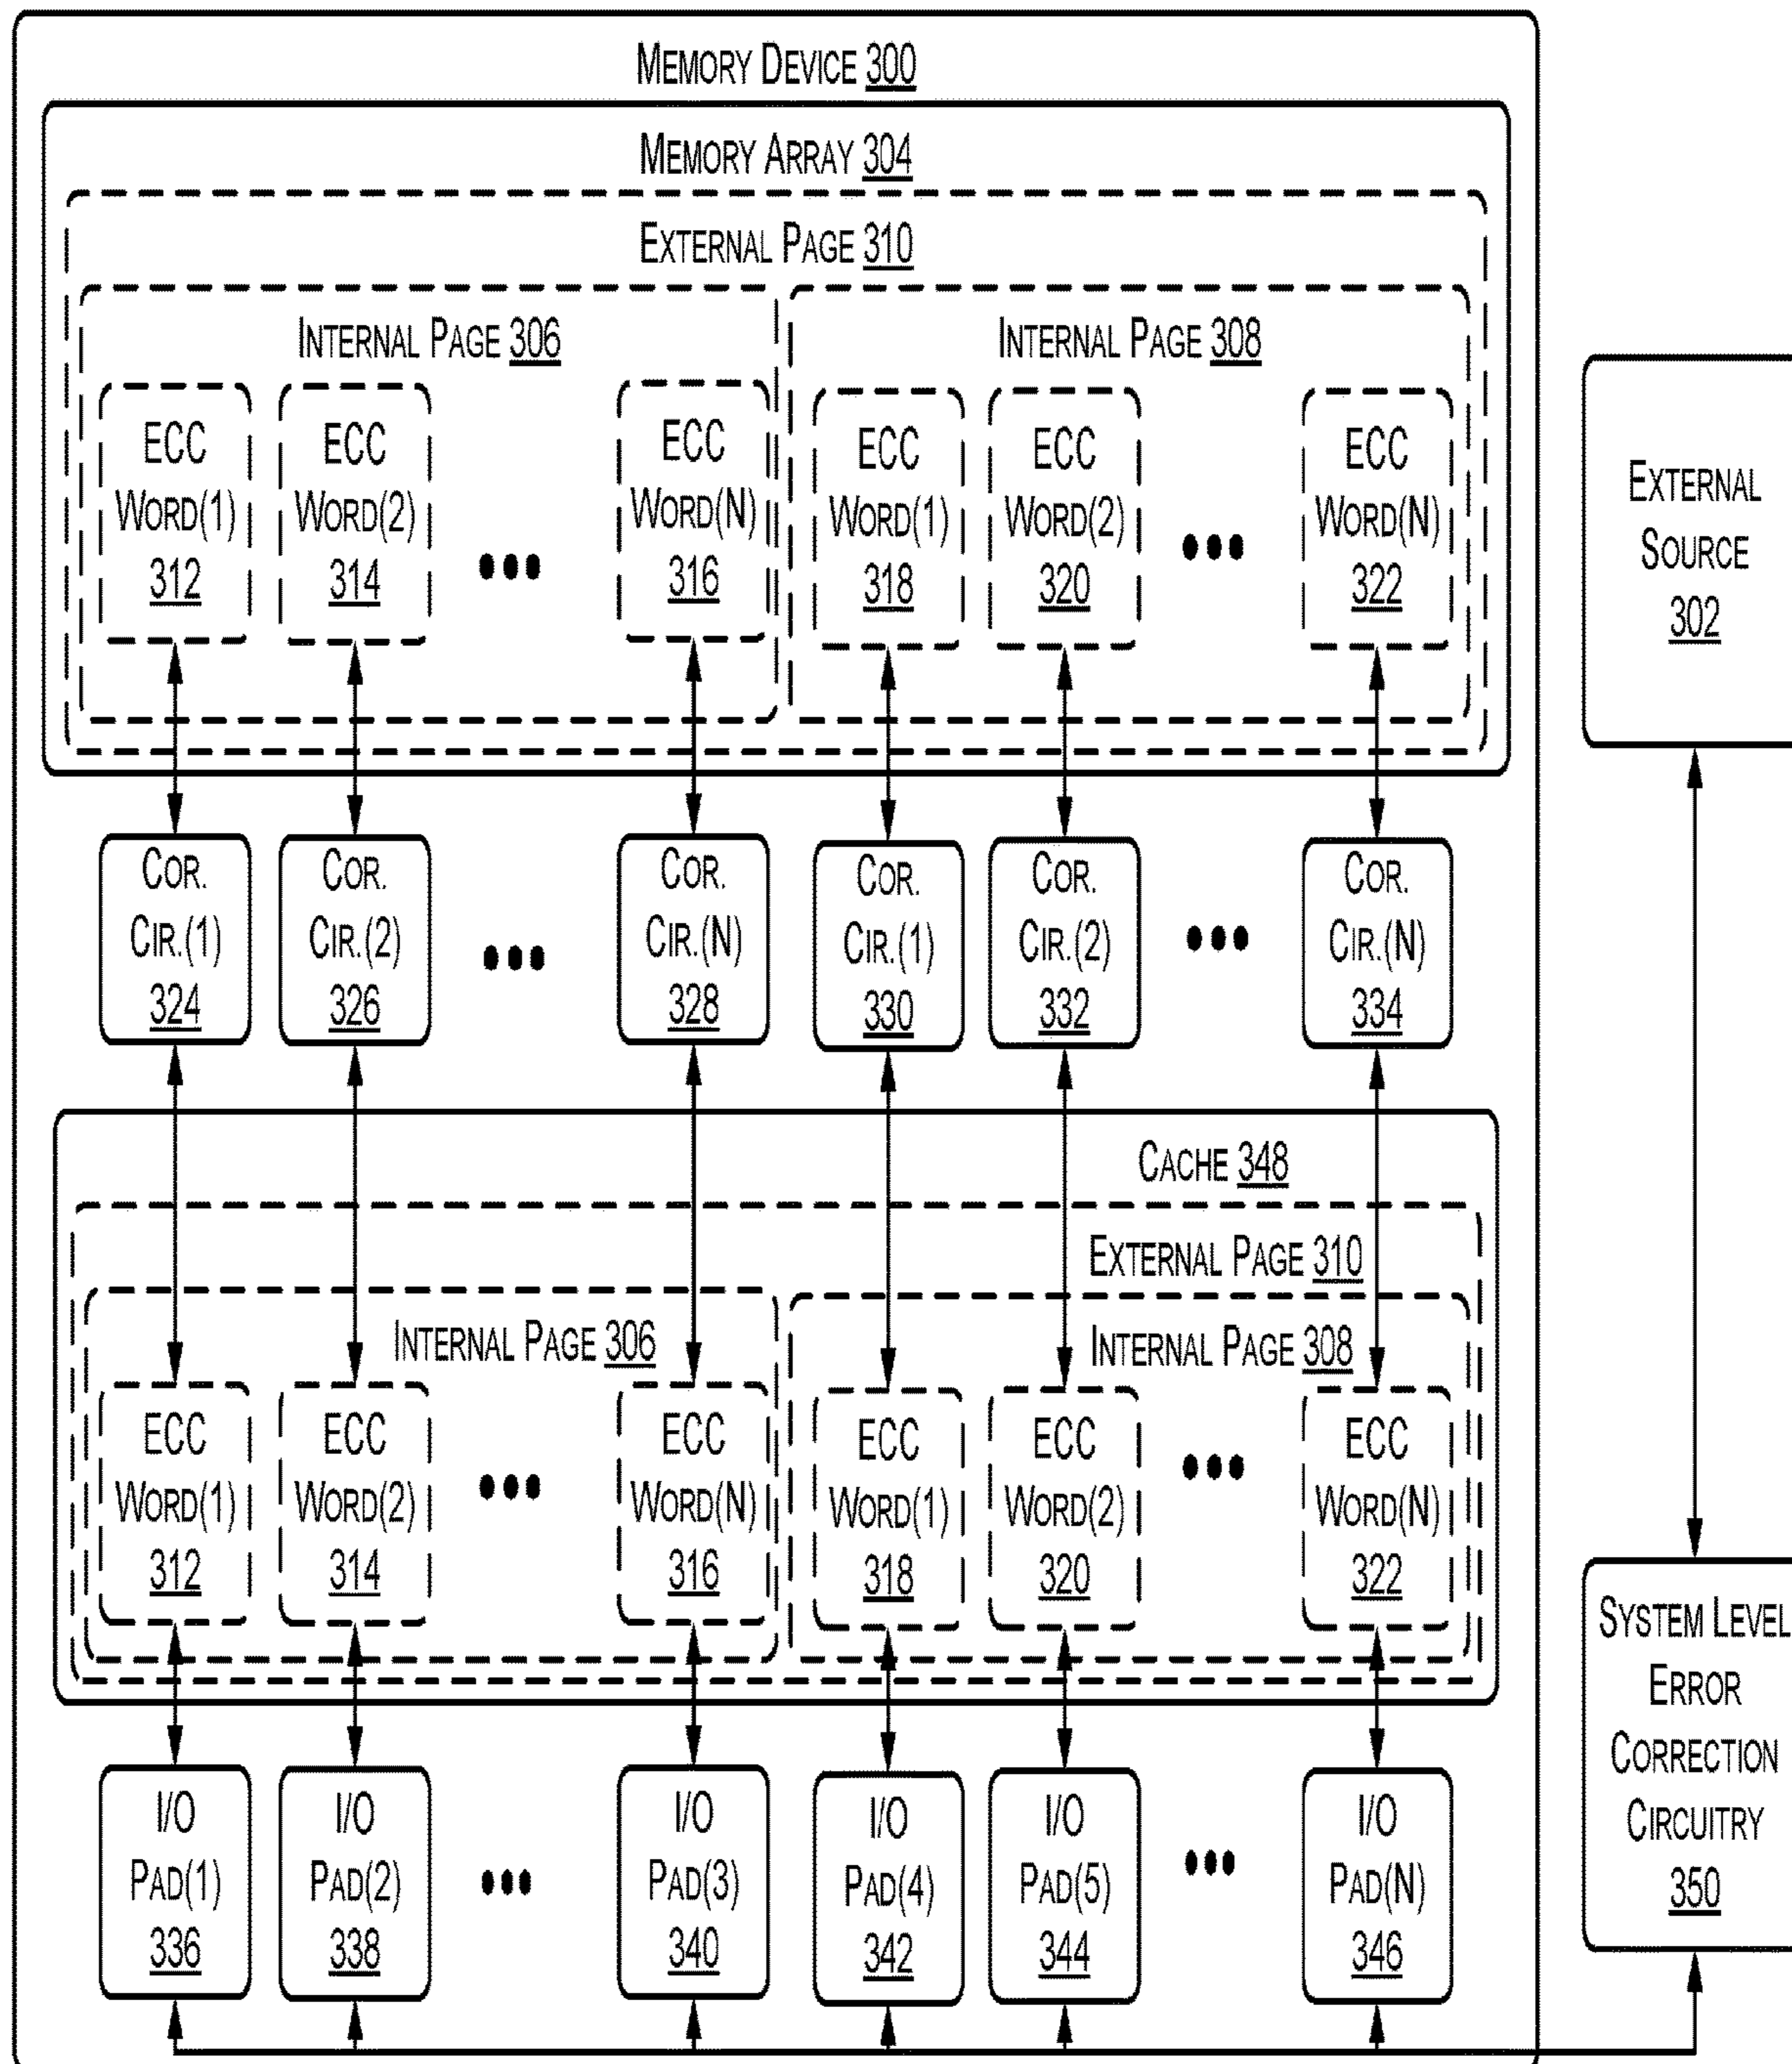 MEMORY DEVICE 300
MEMORY ARRAY 304
EXTERNAL PAGE 310
INTERNAL PAGE 306
ECC
WORD(1)
312
ECC
WORD(2)
314
•••
ECC
WORD(N)
316
INTERNAL PAGE 308
ECC
WORD(1)
318
ECC
WORD(2)
320
•••
ECC
WORD(N)
322
COR.
CIR.(1)
324
COR.
CIR.(2)
326
•••
COR.
CIR.(N)
328
COR.
CIR.(1)
330
COR.
CIR.(2)
332
•••
COR.
CIR.(N)
334
CACHE 348
EXTERNAL PAGE 310
INTERNAL PAGE 306
ECC
WORD(1)
312
ECC
WORD(2)
314
•••
ECC
WORD(N)
316
INTERNAL PAGE 308
ECC
WORD(1)
318
ECC
WORD(2)
320
•••
ECC
WORD(N)
322
I/O
PAD(1)
336
I/O
PAD(2)
338
•••
I/O
PAD(3)
340
I/O
PAD(4)
342
I/O
PAD(5)
344
•••
I/O
PAD(N)
346
EXTERNAL
SOURCE
302
SYSTEM LEVEL
ERROR
CORRECTION
CIRCUITRY
350